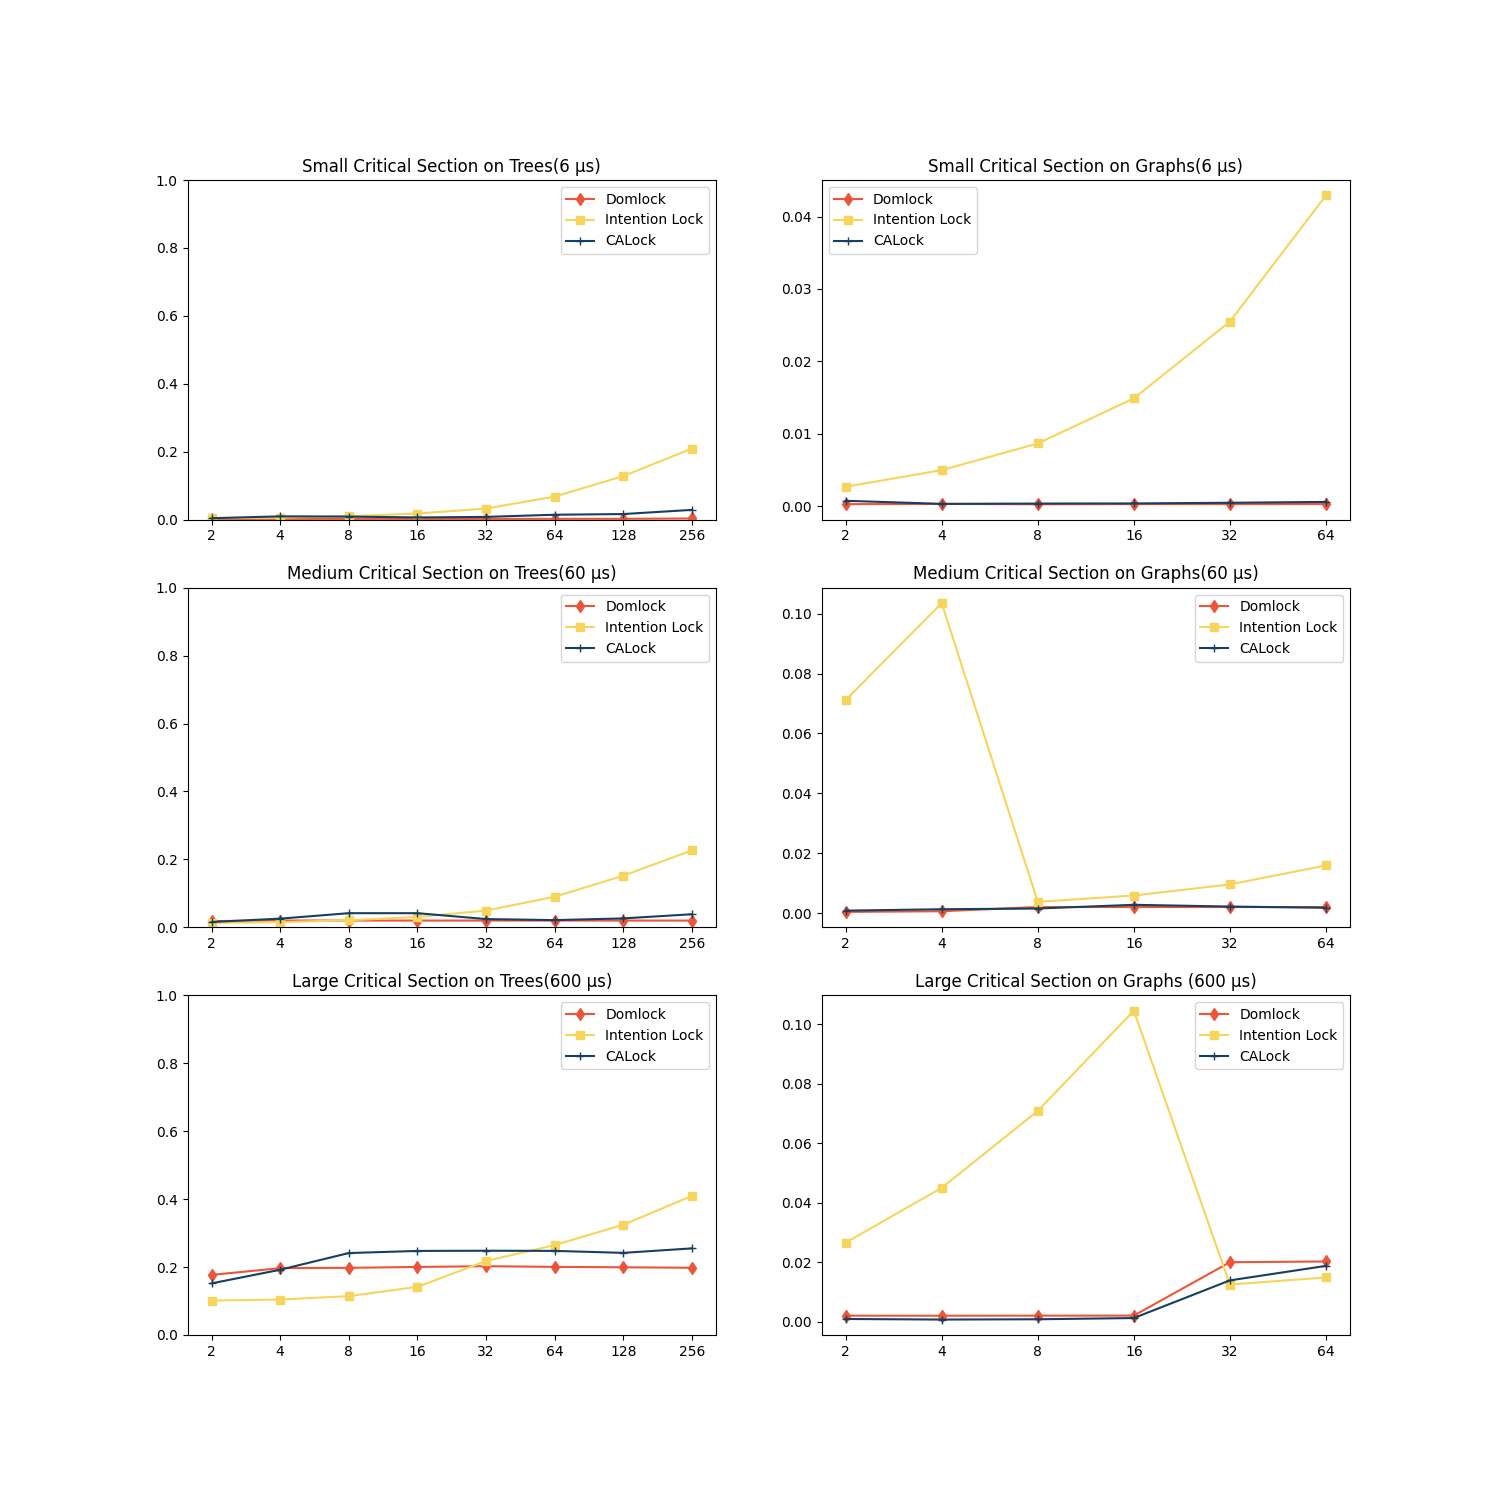 Small Critical Section on Trees(6 μs)
1.0
0.8
0.6
0.4
0.2
0.0
2 4 8 16 32 64 128 256
Domlock
Intention Lock
CALock
Small Critical Section on Graphs(6 μs)
0.04
0.03
0.02
0.01
0.00
2 4 8 16 32 64
Domlock
Intention Lock
CALock
Medium Critical Section on Trees(60 μs)
1.0
0.8
0.6
0.4
0.2
0.0
2 4 8 16 32 64 128 256
Domlock
Intention Lock
CALock
Medium Critical Section on Graphs(60 μs)
0.10
0.08
0.06
0.04
0.02
0.00
2 4 8 16 32 64
Domlock
Intention Lock
CALock
Large Critical Section on Trees(600 μs)
1.0
0.8
0.6
0.4
0.2
0.0
2 4 8 16 32 64 128 256
Domlock
Intention Lock
CALock
Large Critical Section on Graphs (600 μs)
0.10
0.08
0.06
0.04
0.02
0.00
2 4 8 16 32 64
Domlock
Intention Lock
CALock